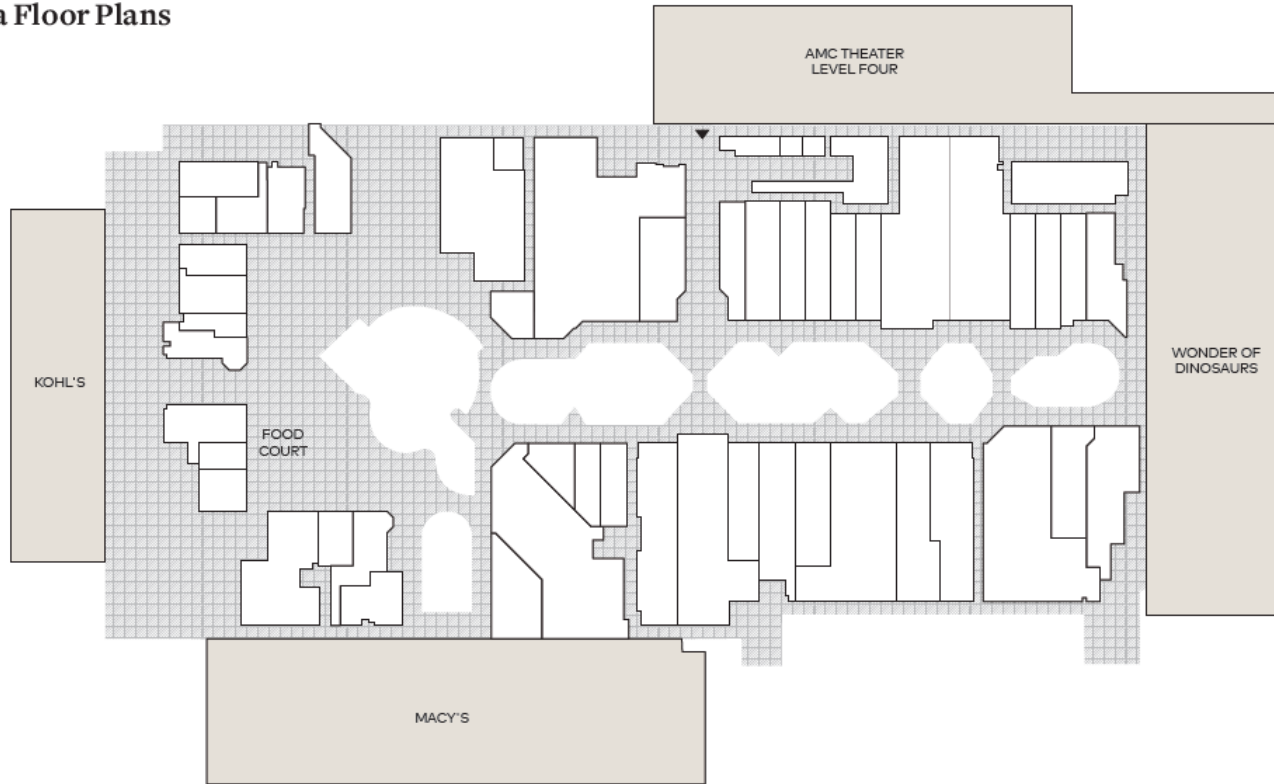 a Floor Plans
AMC THEATER
LEVEL FOUR
KOHL'S
WONDER OF
DINOSAURS
FOOD
COURT
MACY'S